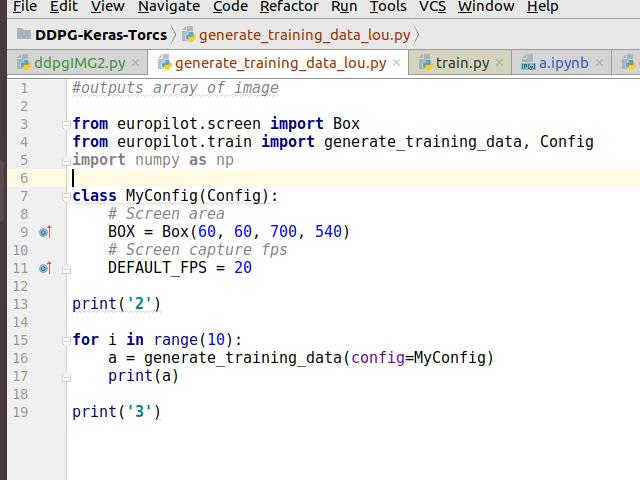 File Edit View Navigate Code Refactor Run Tools VCS Window Help
DDPG-Keras-Torcs generate_training_data_lou.py
ddpgIMG2.py generate_training_data_lou.py train.py a.ipynb
1 #outputs array of image
2
3 from europilot.screen import Box
4 from europilot.train import generate_training_data, Config
5 import numpy as np
6
7 class MyConfig(Config):
8 # Screen area
9 BOX = Box(60, 60, 700, 540)
10 # Screen capture fps
11 DEFAULT_FPS = 20
12
13 print('2')
14
15 for i in range(10):
16 a = generate_training_data(config=MyConfig)
17 print(a)
18
19 print('3')